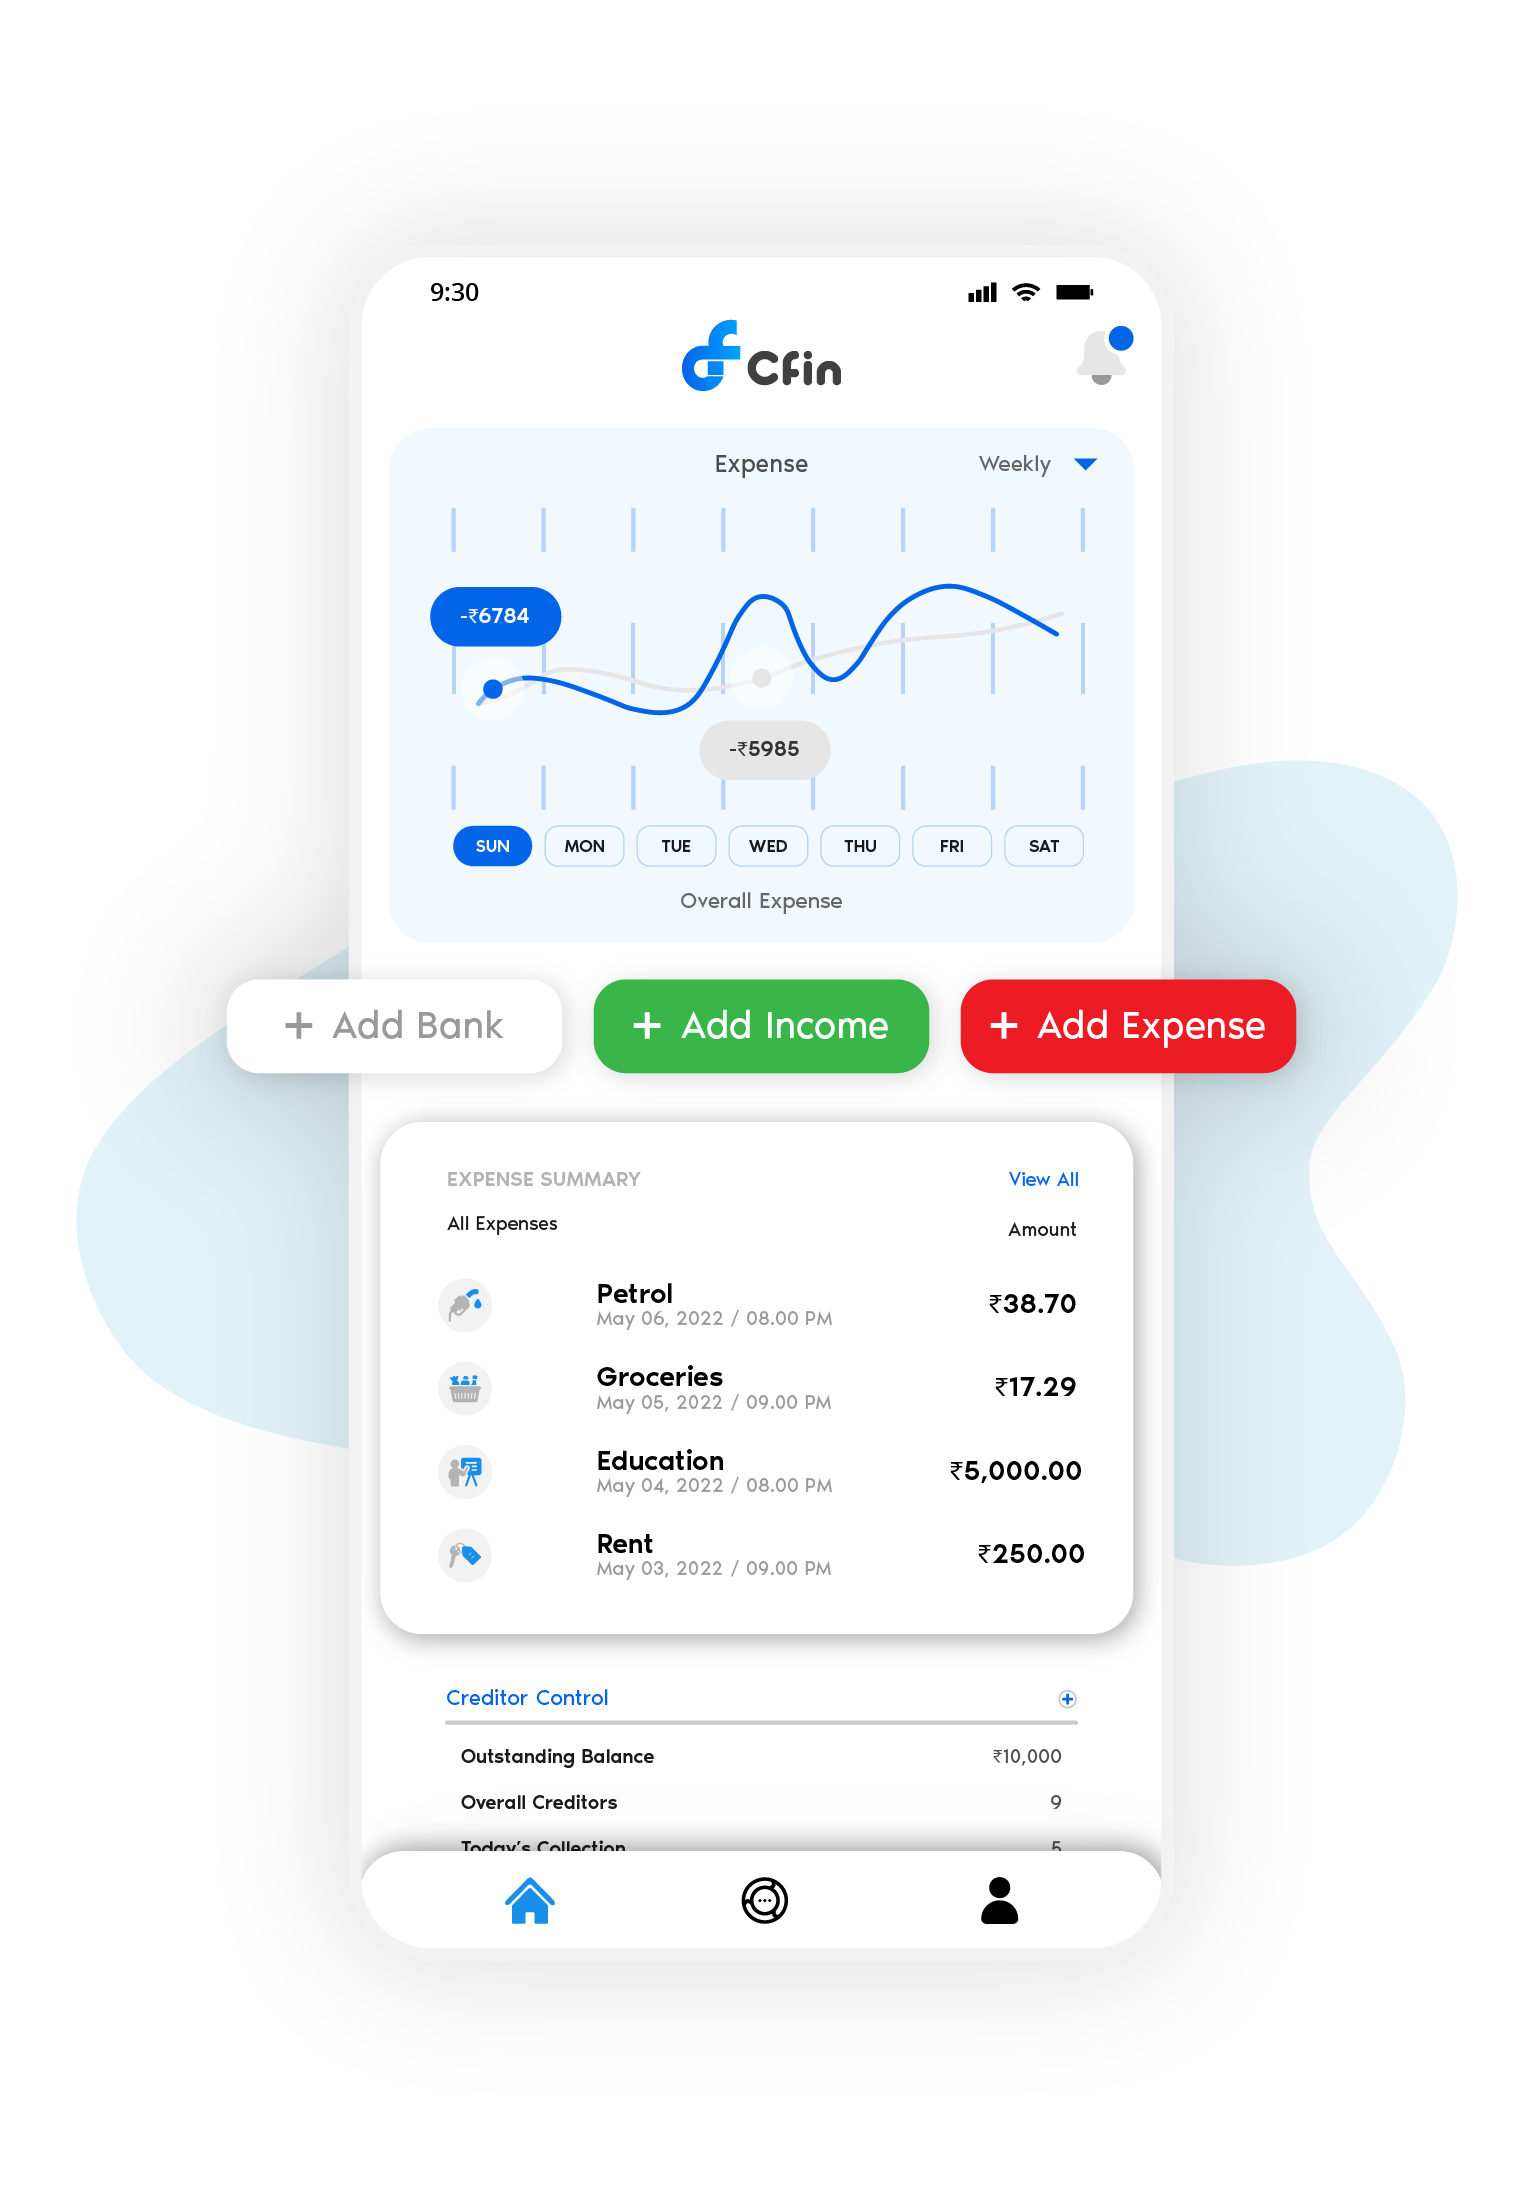 9:30
Cfin
Expense
Weekly
-₹6784
-₹5985
SUN MON TUE WED THU FRI SAT
Overall Expense
+ Add Bank
+ Add Income
+ Add Expense
EXPENSE SUMMARY
View All
All Expenses
Amount
Petrol
May 06, 2022 / 08.00 PM
₹38.70
Groceries
May 05, 2022 / 09.00 PM
₹17.29
Education
May 04, 2022 / 08.00 PM
₹5,000.00
Rent
May 03, 2022 / 09.00 PM
₹250.00
Creditor Control
Outstanding Balance ₹10,000
Overall Creditors 9
Today's Collection 5